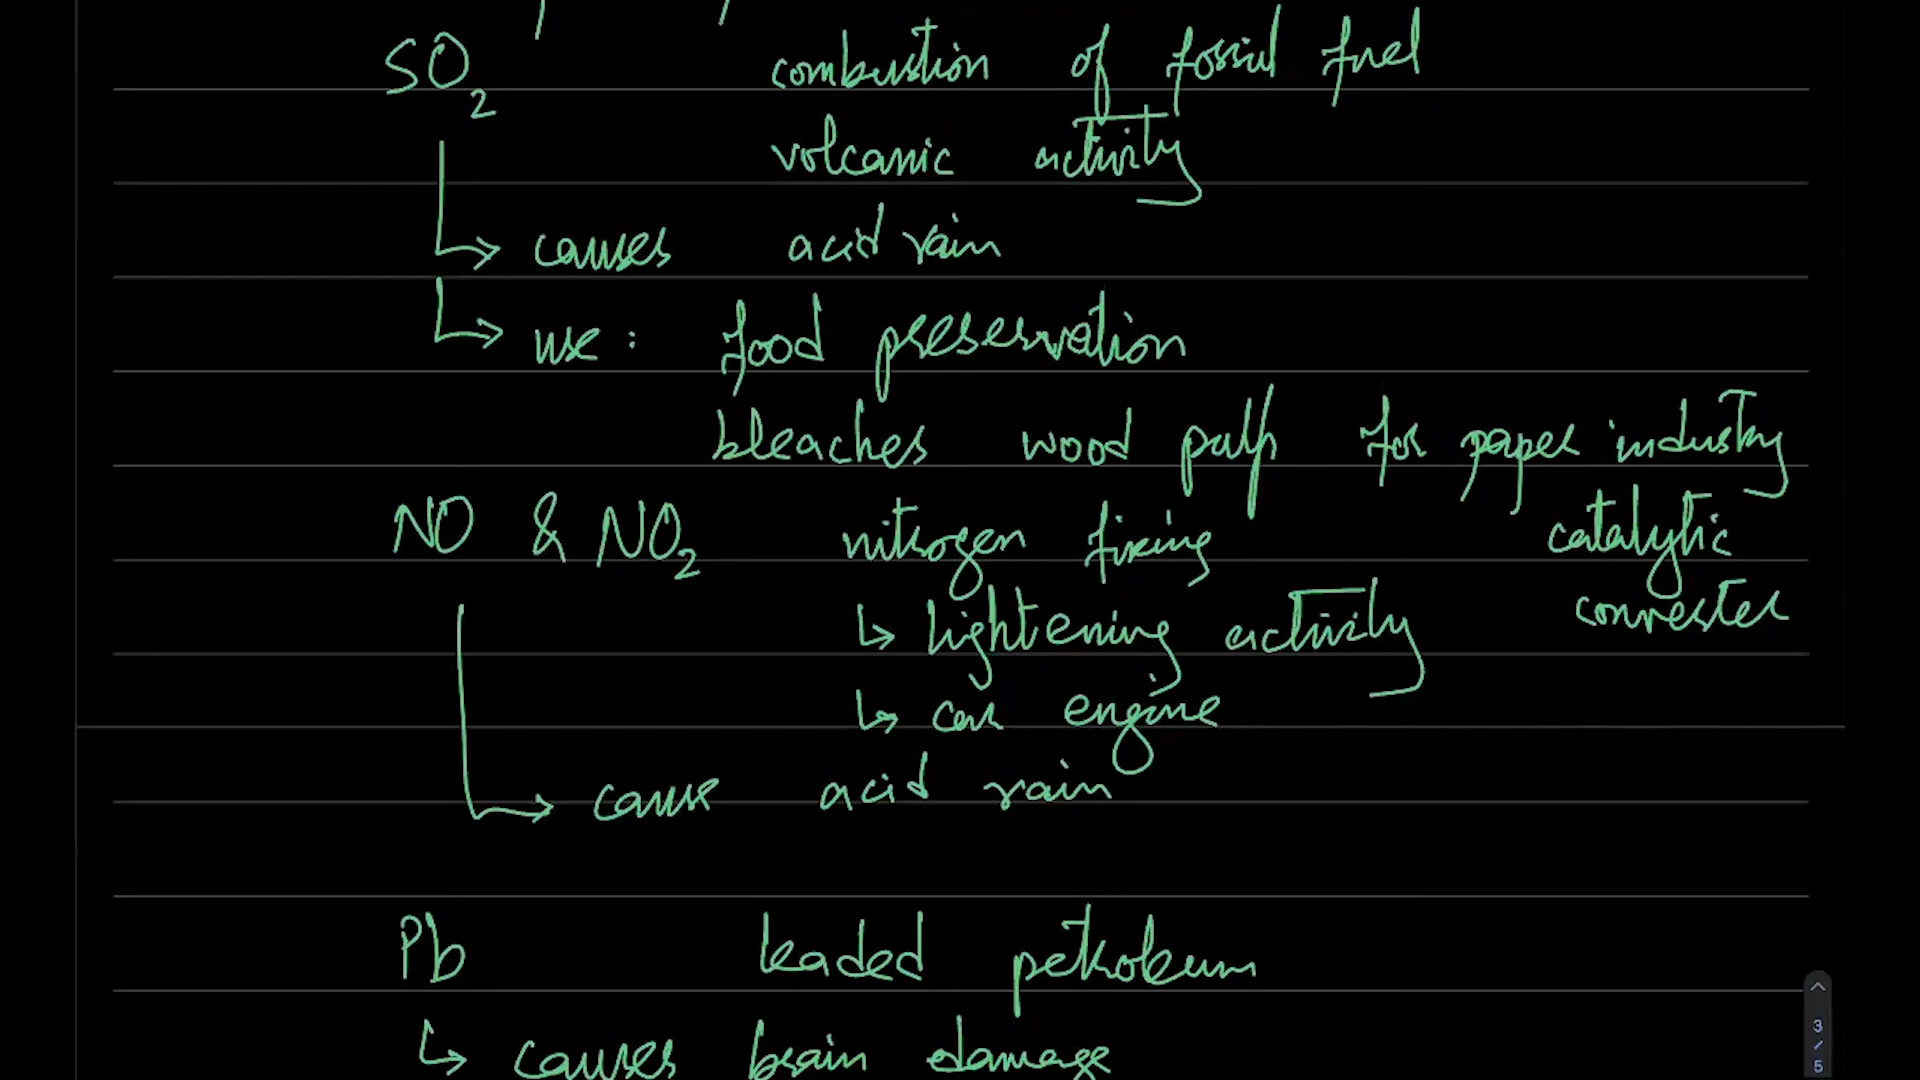 SO₂ combustion of fossil fuel
volcanic activity
↳ causes acid rain
↳ use : food preservation
bleaches wood pulp for paper industry
NO & NO₂ nitrogen fixing catalytic
↳ lightening activity converter
↳ car engine
↳ cause acid rain
Pb leaded petroleum
↳ causes brain damage
3
/
5